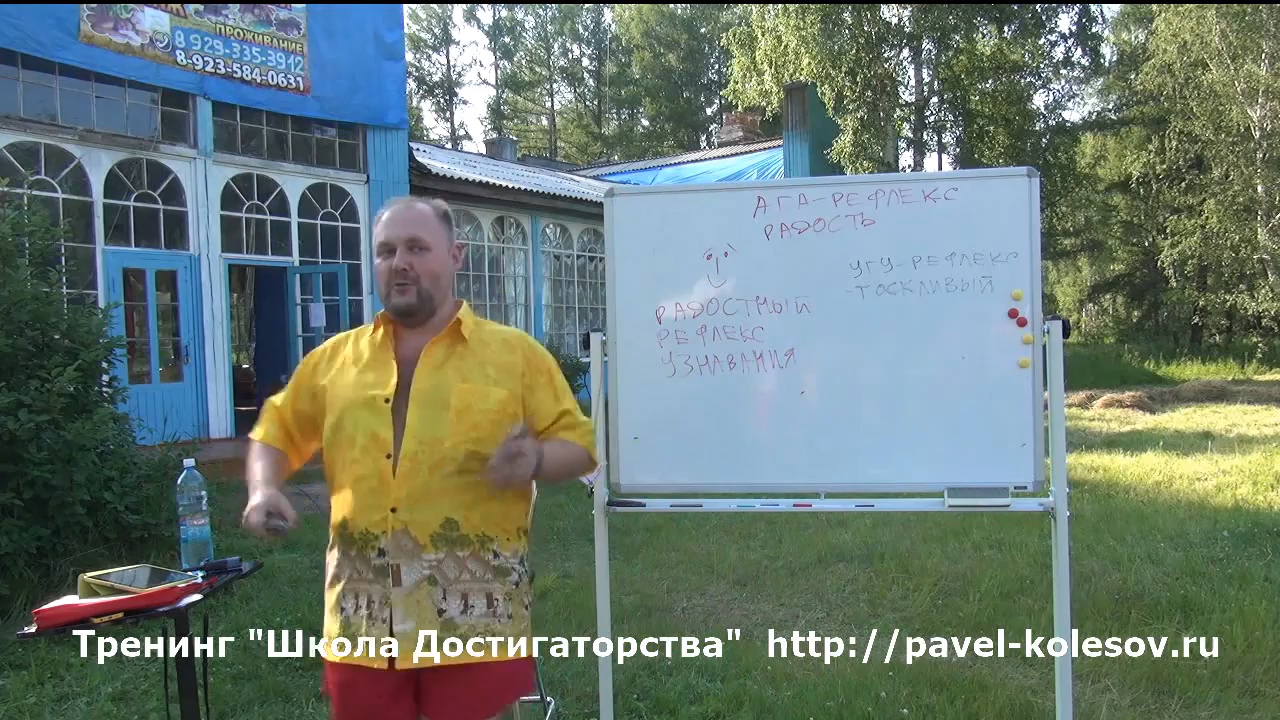 ПРОЖИВАНИЕ
8 929-335-3912
8-923-584-0631
АГА-РЕФЛЕКС
РАДОСТЬ
УГУ-РЕФЛЕКС
-ТОСКЛИВЫЙ
РАДОСТНЫЙ
РЕФЛЕКС
УЗНАВАНИЯ
Тренинг "Школа Достигаторства" http://pavel-kolesov.ru